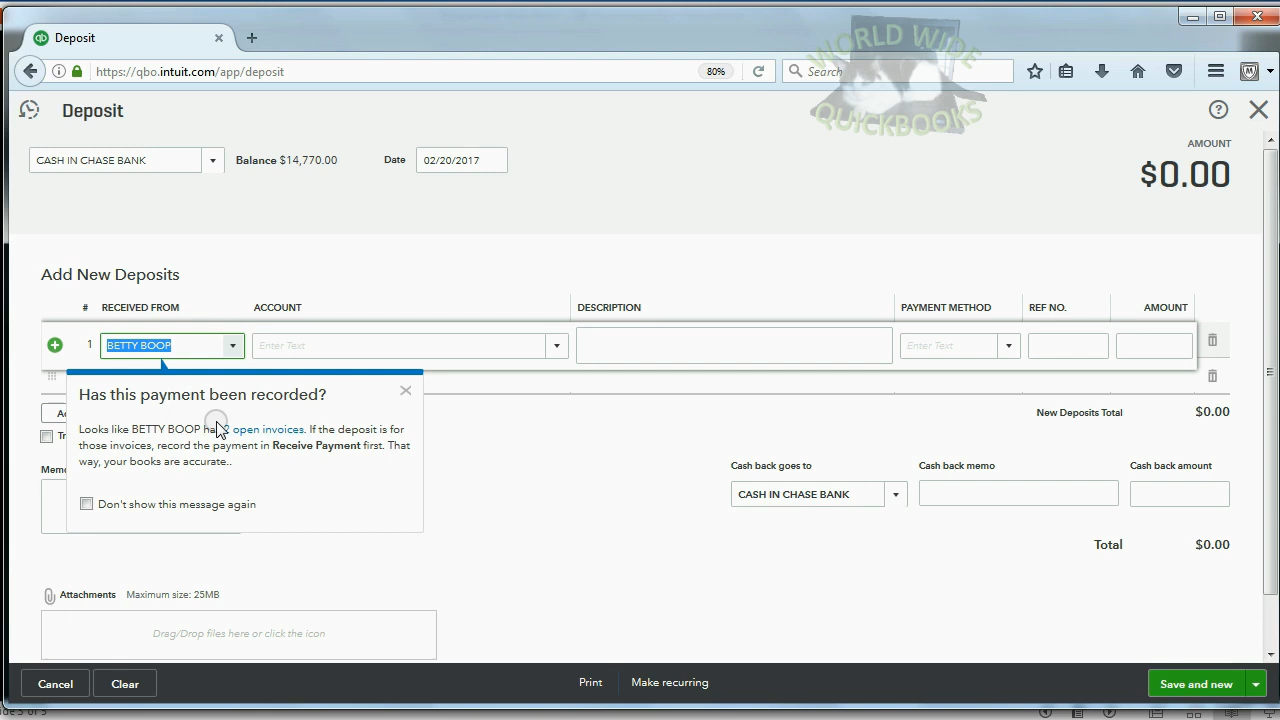 Deposit
https://qbo.intuit.com/app/deposit
80%
Search
WORLD WIDE
QUICKBOOKS
Deposit
AMOUNT
$0.00
CASH IN CHASE BANK
Balance $14,770.00
Date
02/20/2017
Add New Deposits
# RECEIVED FROM ACCOUNT DESCRIPTION PAYMENT METHOD REF NO. AMOUNT
1 BETTY BOOP Enter Text Enter Text
Has this payment been recorded?
Looks like BETTY BOOP open invoices. If the deposit is for
those invoices, record the payment in Receive Payment first. That
way, your books are accurate..
Don't show this message again
New Deposits Total $0.00
Cash back goes to Cash back memo Cash back amount
CASH IN CHASE BANK
Total $0.00
Attachments Maximum size: 25MB
Drag/Drop files here or click the icon
Cancel Clear Print Make recurring Save and new